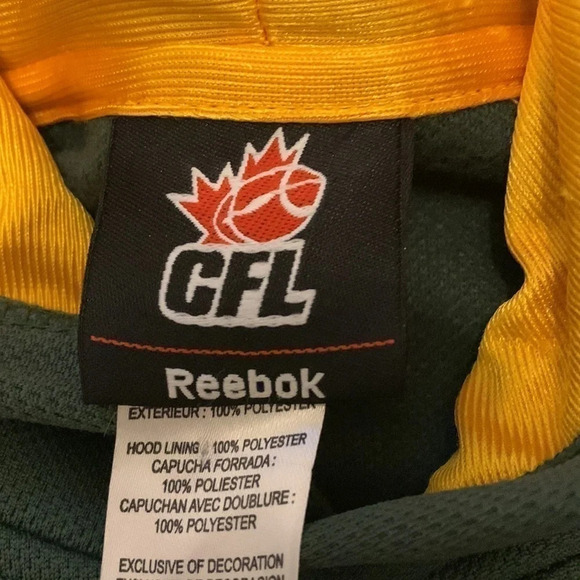 CFL
Reebok
EXTERIEUR: 100% POLYESTER
HOOD LINING: 100% POLYESTER
CAPUCHA FORRADA:
100% POLIESTER
CAPUCHAN AVEC DOUBLURE:
100% POLYESTER
EXCLUSIVE OF DECORATION